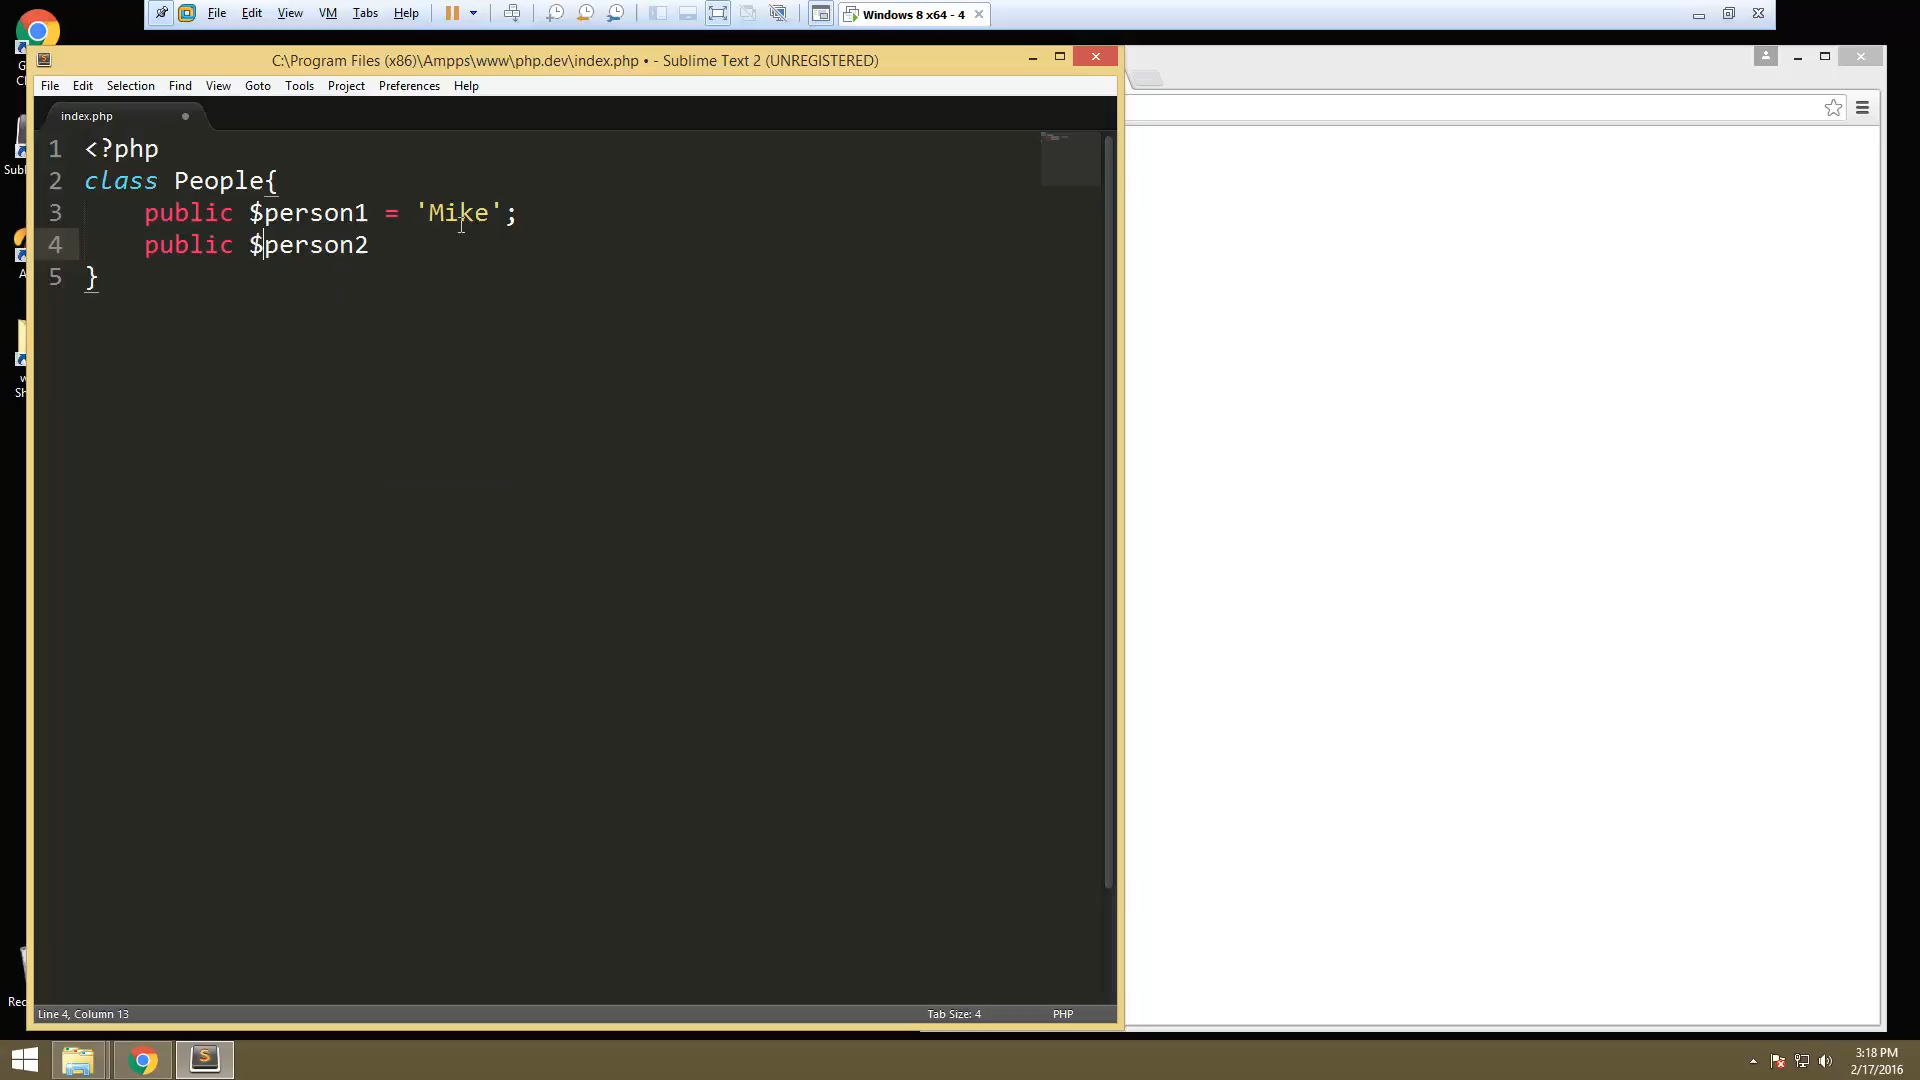 File Edit View VM Tabs Help Windows 8 x64 - 4
C:\Program Files (x86)\Ampps\www\php.dev\index.php • - Sublime Text 2 (UNREGISTERED)
File Edit Selection Find View Goto Tools Project Preferences Help
index.php
1 <?php
2 class People{
3 public $person1 = 'Mike';
4 public $person2
5 }
Line 4, Column 13 Tab Size: 4 PHP
3:18 PM
2/17/2016